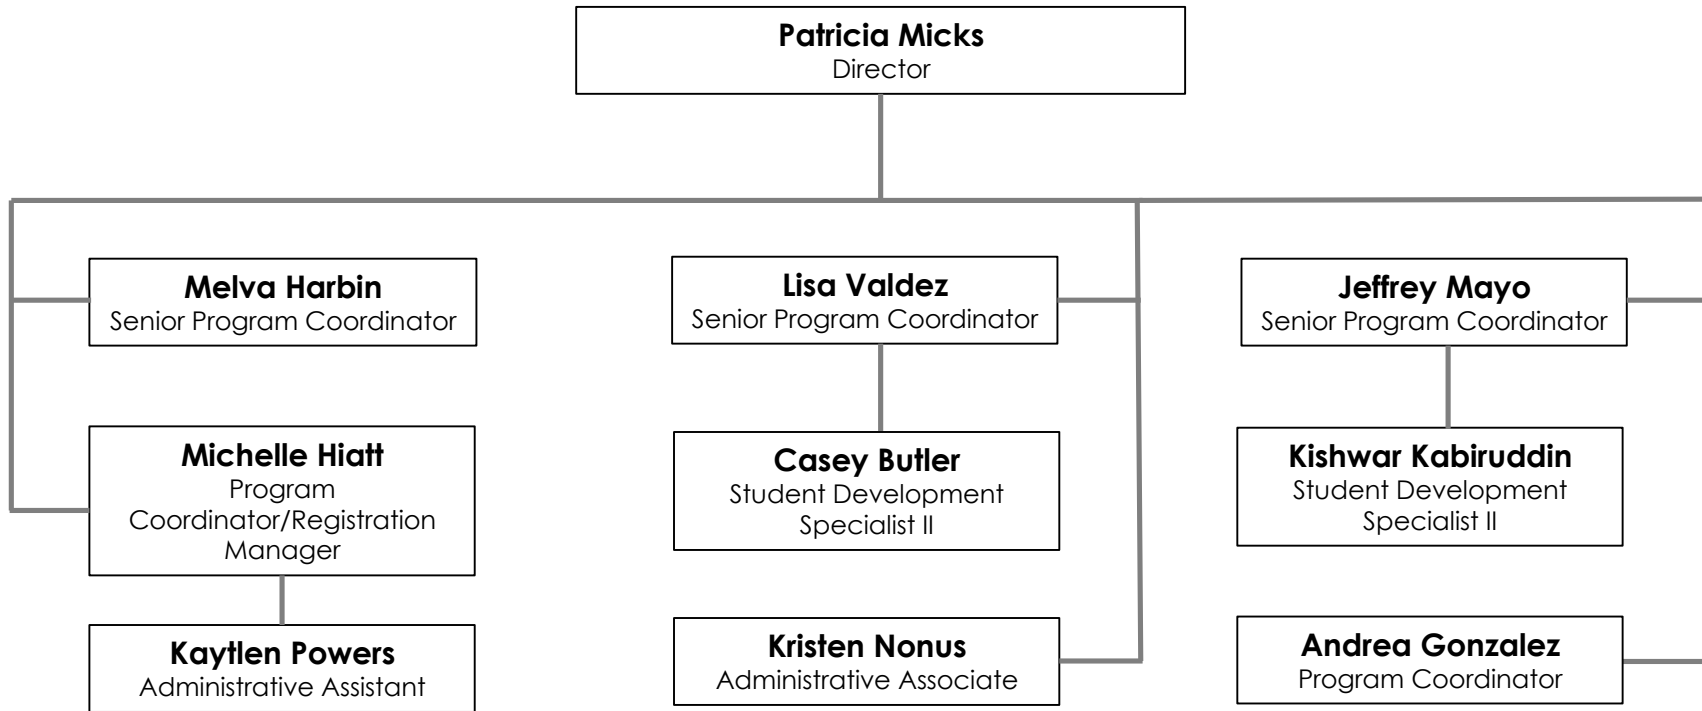 Patricia Micks
Director
Melva Harbin
Senior Program Coordinator
Lisa Valdez
Senior Program Coordinator
Jeffrey Mayo
Senior Program Coordinator
Michelle Hiatt
Program
Coordinator/Registration
Manager
Casey Butler
Student Development
Specialist II
Kishwar Kabiruddin
Student Development
Specialist II
Kaytlen Powers
Administrative Assistant
Kristen Nonus
Administrative Associate
Andrea Gonzalez
Program Coordinator